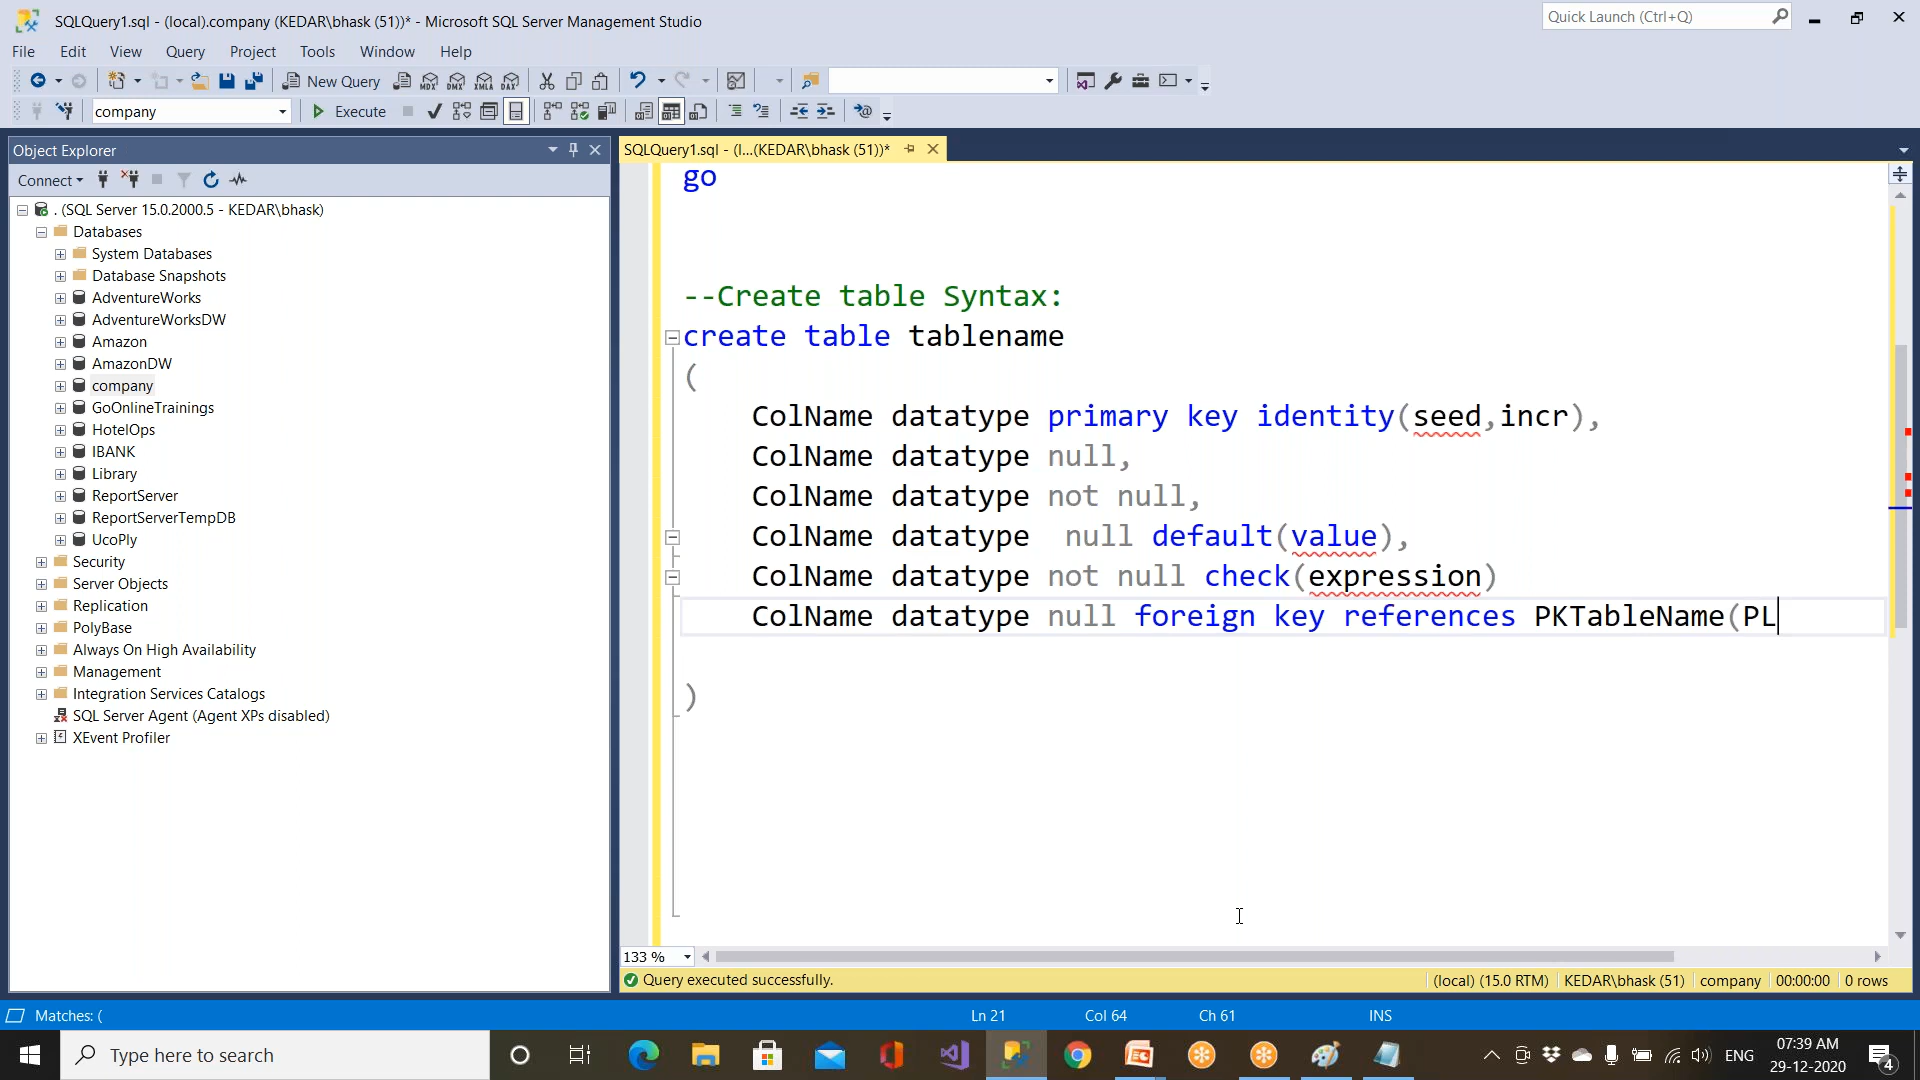 SQLQuery1.sql - (local).company (KEDAR\bhask (51))* - Microsoft SQL Server Management Studio
Quick Launch (Ctrl+Q)
File Edit View Query Project Tools Window Help
New Query MDX DMX XMLA DAX
company Execute
Object Explorer
SQLQuery1.sql - (l...(KEDAR\bhask (51))*
Connect
. (SQL Server 15.0.2000.5 - KEDAR\bhask)
Databases
System Databases
Database Snapshots
AdventureWorks
AdventureWorksDW
Amazon
AmazonDW
company
GoOnlineTrainings
HotelOps
IBANK
Library
ReportServer
ReportServerTempDB
UcoPly
Security
Server Objects
Replication
PolyBase
Always On High Availability
Management
Integration Services Catalogs
SQL Server Agent (Agent XPs disabled)
XEvent Profiler
go
--Create table Syntax:
create table tablename
(
ColName datatype primary key identity(seed,incr),
ColName datatype null,
ColName datatype not null,
ColName datatype  null default(value),
ColName datatype not null check(expression)
ColName datatype null foreign key references PKTableName(PL
)
133 %
Query executed successfully.
(local) (15.0 RTM) KEDAR\bhask (51) company 00:00:00 0 rows
Matches: ( Ln 21 Col 64 Ch 61 INS
Type here to search
ENG
07:39 AM
29-12-2020
4